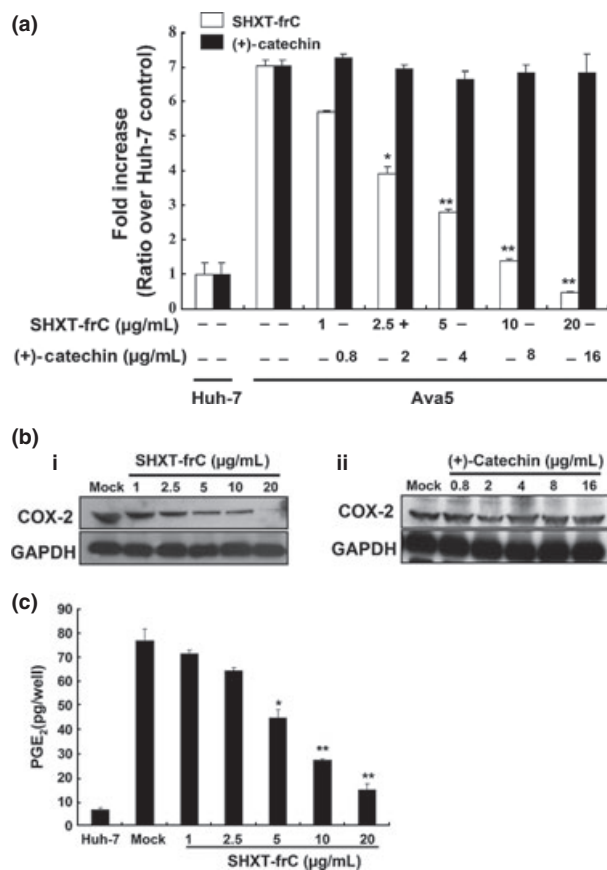 (a)
SHXT-frC
(+)-catechin
Fold increase
(Ratio over Huh-7 control)
8
7
6
5
4
3
2
1
0
*
**
**
**
SHXT-frC (µg/mL) – – – – 1 – 2.5 + 5 – 10 – 20 –
(+)-catechin (µg/mL) – – – – – 0.8 – 2 – 4 – 8 – 16
Huh-7 Ava5
(b)
i
SHXT-frC (µg/mL)
Mock 1 2.5 5 10 20
COX-2
GAPDH
ii
(+)-Catechin (µg/mL)
Mock 0.8 2 4 8 16
COX-2
GAPDH
(c)
PGE2(pg/well)
90
80
70
60
50
40
30
20
10
0
*
**
**
Huh-7 Mock 1 2.5 5 10 20
SHXT-frC (µg/mL)